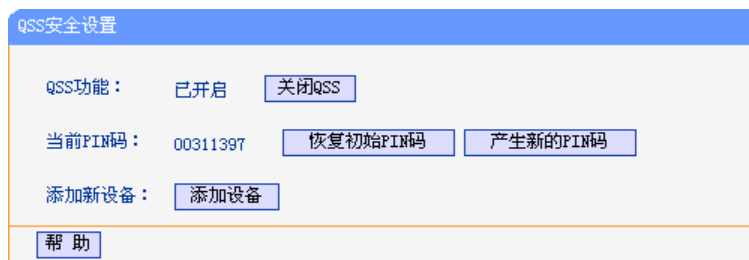 QSS安全设置
QSS功能： 已开启 关闭QSS
当前PIN码： 00311397 恢复初始PIN码 产生新的PIN码
添加新设备： 添加设备
帮 助